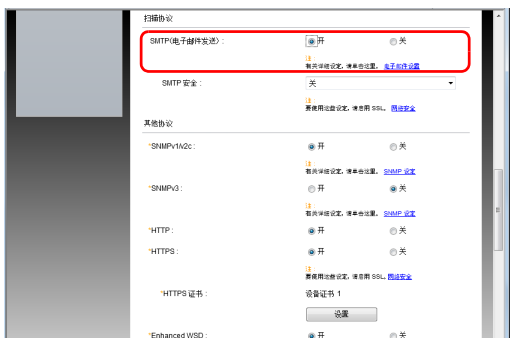 扫描协议
SMTP(电子邮件发送) : 开 关
注 :
有关详细设定, 请单击这里。 电子邮件设置
SMTP 安全 : 关
注 :
要使用这些设定, 请启用 SSL。 网络安全
其他协议
*SNMPv1/v2c : 开 关
注 :
有关详细设定, 请单击这里。 SNMP 设定
*SNMPv3 : 开 关
注 :
有关详细设定, 请单击这里。 SNMP 设定
*HTTP : 开 关
*HTTPS : 开 关
注 :
要使用这些设定, 请启用 SSL。 网络安全
*HTTPS 证书 : 设备证书 1
设置
*Enhanced WSD : 开 关